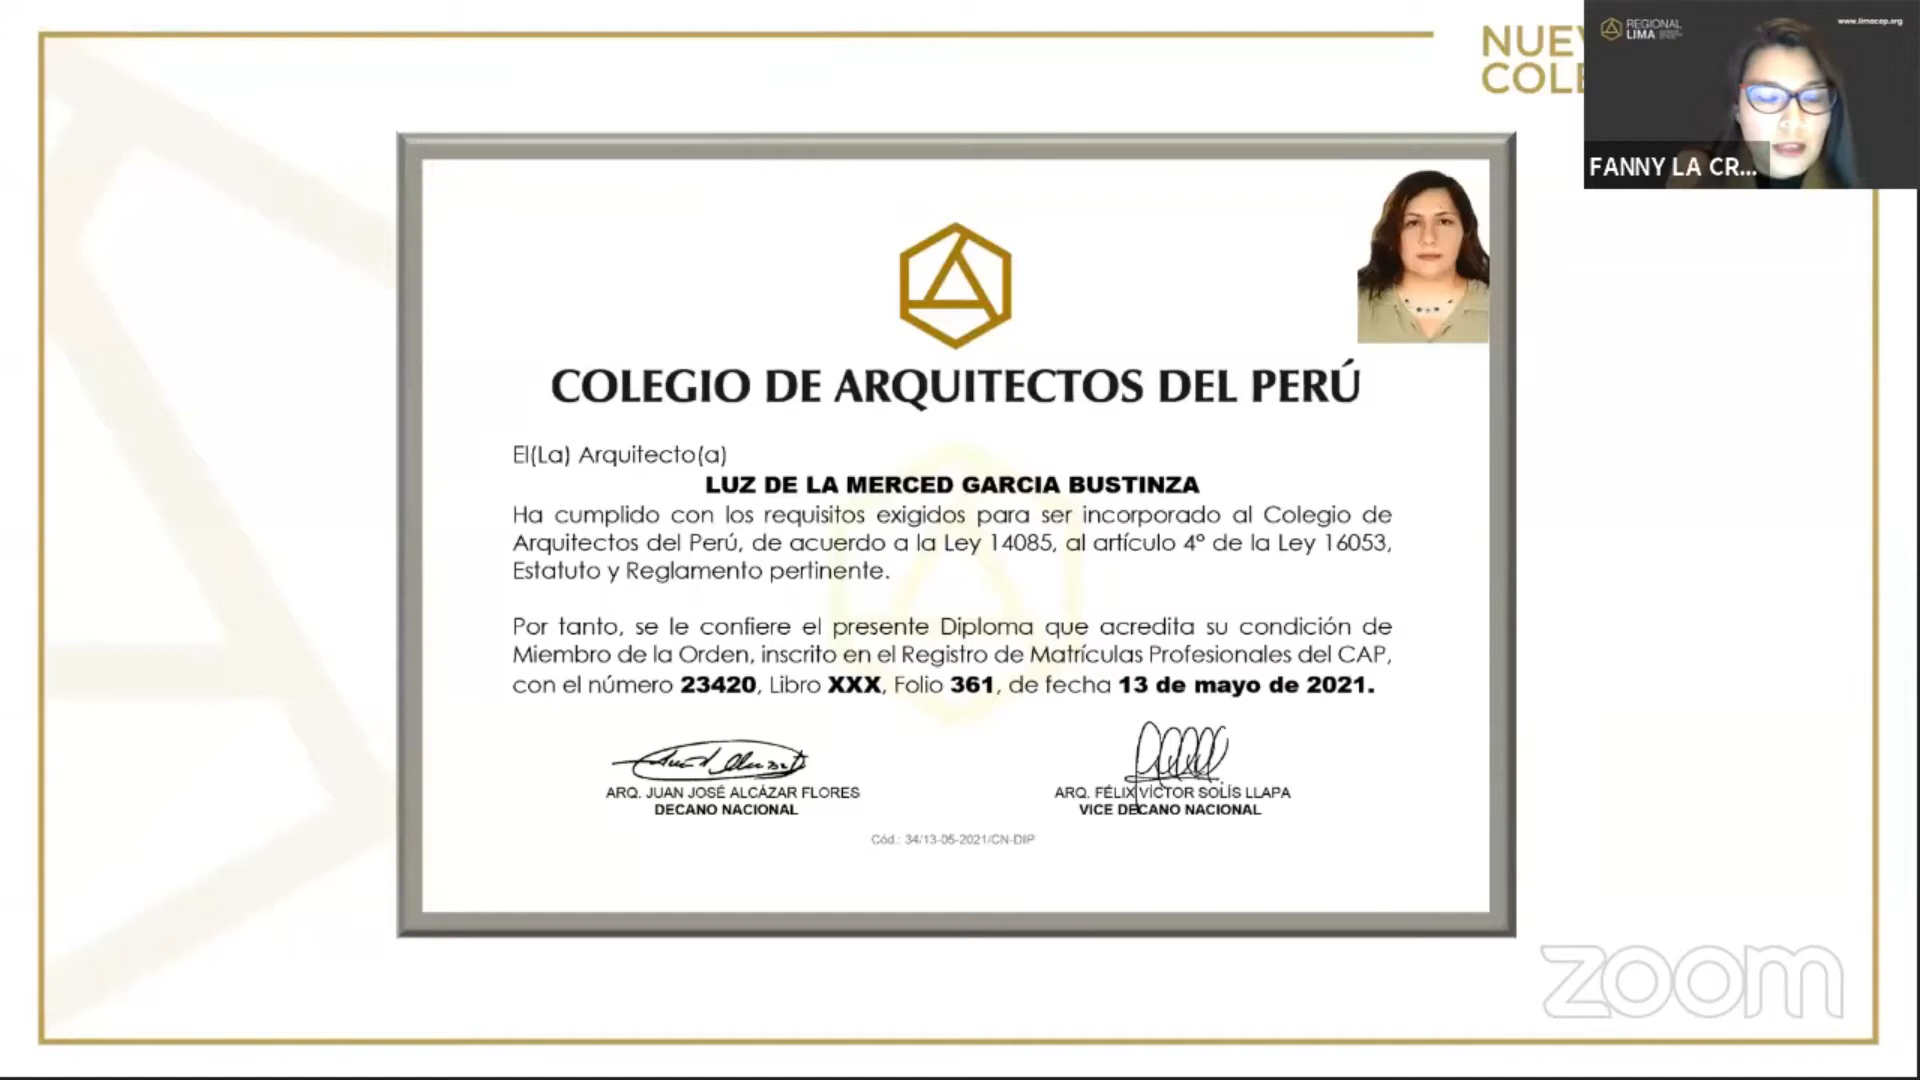 NUEV
COLE
REGIONAL
LIMA
www.limacap.org
FANNY LA CR...
COLEGIO DE ARQUITECTOS DEL PERÚ
El(La) Arquitecto(a)
LUZ DE LA MERCED GARCIA BUSTINZA
Ha cumplido con los requisitos exigidos para ser incorporado al Colegio de
Arquitectos del Perú, de acuerdo a la Ley 14085, al artículo 4° de la Ley 16053,
Estatuto y Reglamento pertinente.
Por tanto, se le confiere el presente Diploma que acredita su condición de
Miembro de la Orden, inscrito en el Registro de Matrículas Profesionales del CAP,
con el número 23420, Libro XXX, Folio 361, de fecha 13 de mayo de 2021.
ARQ. JUAN JOSÉ ALCÁZAR FLORES
DECANO NACIONAL
ARQ. FÉLIX VÍCTOR SOLÍS LLAPA
VICE DECANO NACIONAL
Cód.: 34/13-05-2021/CN-DIP
zoom